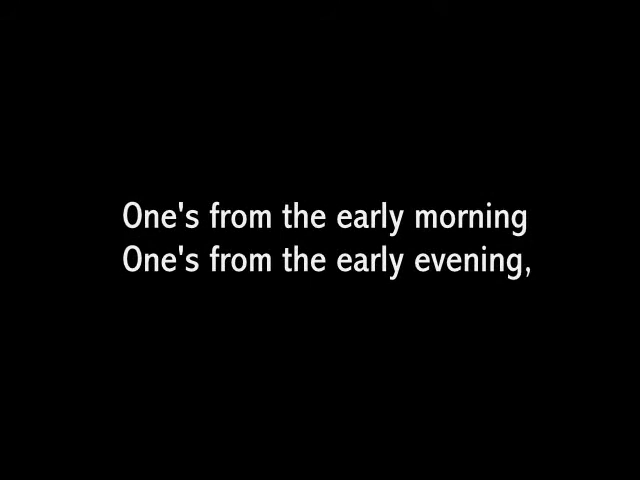 One's from the early morning
One's from the early evening,